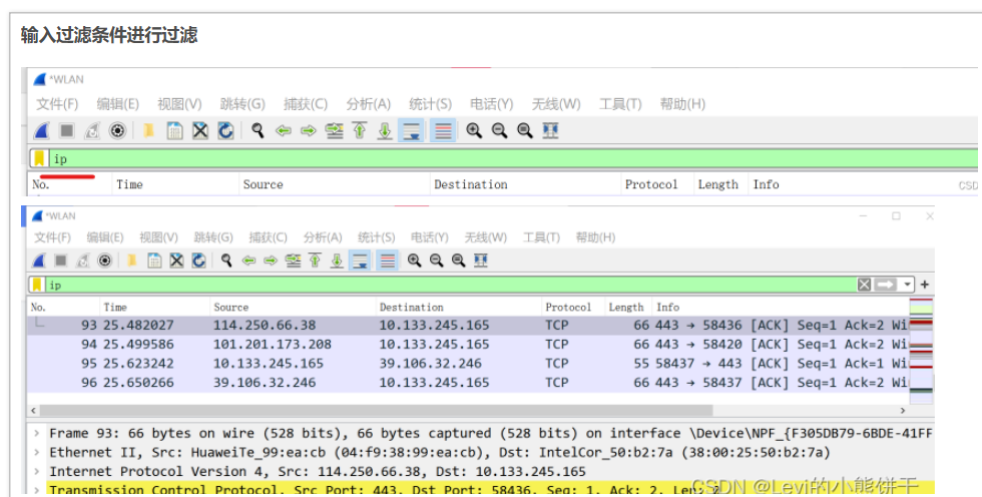 输入过滤条件进行过滤
*WLAN
文件(F) 编辑(E) 视图(V) 跳转(G) 捕获(C) 分析(A) 统计(S) 电话(Y) 无线(W) 工具(T) 帮助(H)
ip
No. Time Source Destination Protocol Length Info
CSD
*WLAN
文件(F) 编辑(E) 视图(V) 跳转(G) 捕获(C) 分析(A) 统计(S) 电话(Y) 无线(W) 工具(T) 帮助(H)
ip
No. Time Source Destination Protocol Length Info
93 25.482027 114.250.66.38 10.133.245.165 TCP 66 443 → 58436 [ACK] Seq=1 Ack=2 Wi
94 25.499586 101.201.173.208 10.133.245.165 TCP 66 443 → 58420 [ACK] Seq=1 Ack=2 Wi
95 25.623242 10.133.245.165 39.106.32.246 TCP 55 58437 → 443 [ACK] Seq=1 Ack=1 Wi
96 25.650266 39.106.32.246 10.133.245.165 TCP 66 443 → 58437 [ACK] Seq=1 Ack=2 Wi
Frame 93: 66 bytes on wire (528 bits), 66 bytes captured (528 bits) on interface \Device\NPF_{F305DB79-6BDE-41FF
Ethernet II, Src: HuaweiTe_99:ea:cb (04:f9:38:99:ea:cb), Dst: IntelCor_50:b2:7a (38:00:25:50:b2:7a)
Internet Protocol Version 4, Src: 114.250.66.38, Dst: 10.133.245.165
Transmission Control Protocol, Src Port: 443, Dst Port: 58436, Seq: 1, Ack: 2, Len:
CSDN @Levi的小熊饼干